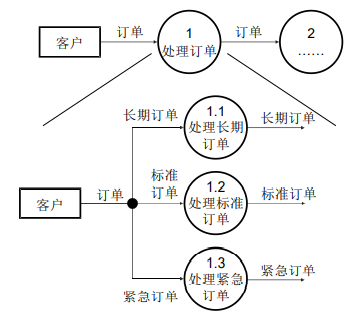 订单
订单
客户
1
处理订单
2
……
长期订单
1.1
处理长期
订单
长期订单
客户
订单
标准
订单
1.2
处理标准
订单
标准订单
紧急订单
1.3
处理紧急
订单
紧急订单